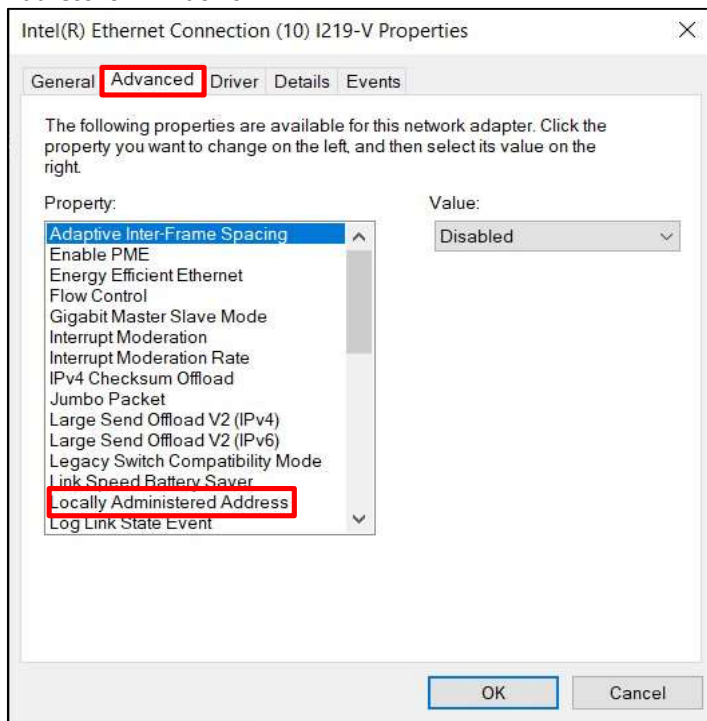 Intel(R) Ethernet Connection (10) I219-V Properties
General Advanced Driver Details Events
The following properties are available for this network adapter. Click the
property you want to change on the left, and then select its value on the
right.
Property:
Value:
Adaptive Inter-Frame Spacing
Disabled
Enable PME
Energy Efficient Ethernet
Flow Control
Gigabit Master Slave Mode
Interrupt Moderation
Interrupt Moderation Rate
IPv4 Checksum Offload
Jumbo Packet
Large Send Offload V2 (IPv4)
Large Send Offload V2 (IPv6)
Legacy Switch Compatibility Mode
Link Speed Battery Saver
Locally Administered Address
Log Link State Event
OK
Cancel